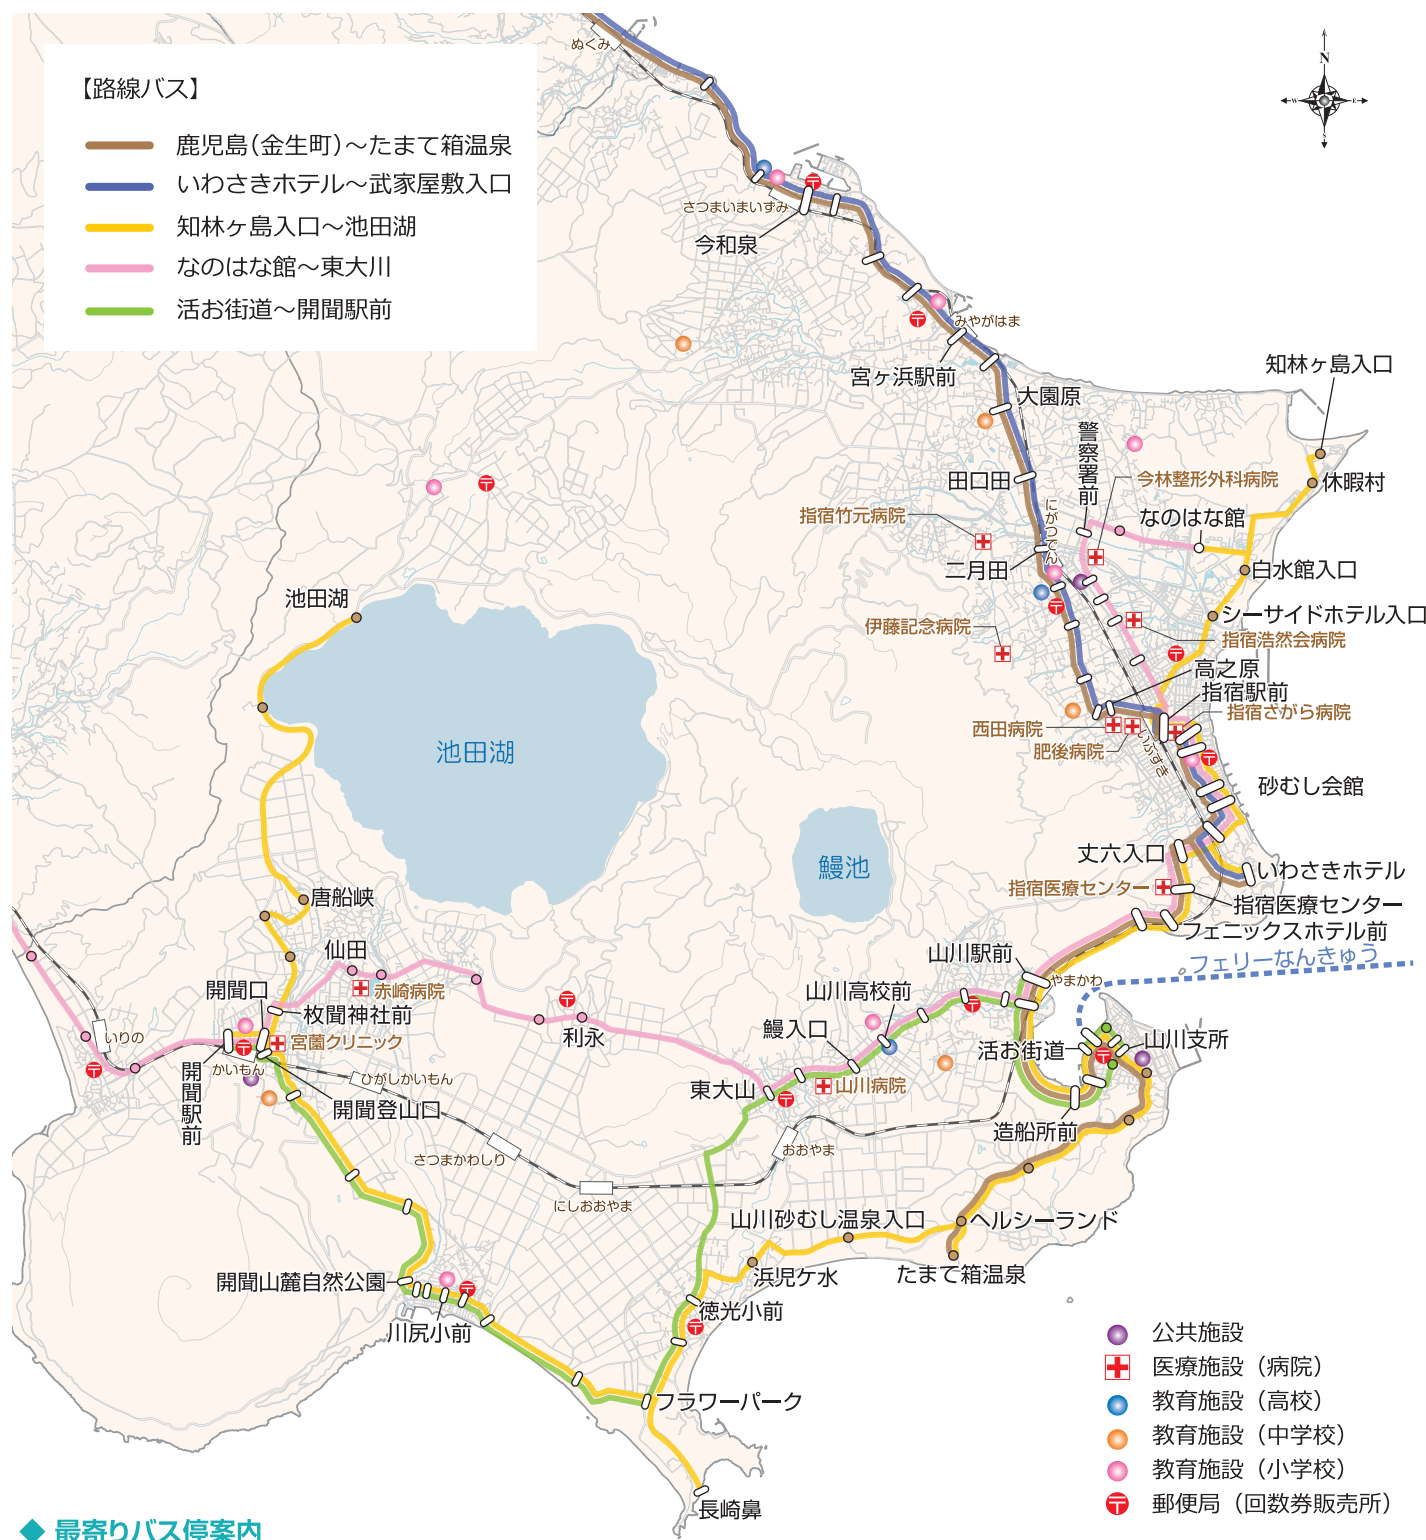 【路線バス】
鹿児島（金生町）～たまて箱温泉
いわさきホテル～武家屋敷入口
知林ヶ島入口～池田湖
なのはな館～東大川
活お街道～開聞駅前
N
W
E
S
ぬくみ
さつまいまいずみ
今和泉
みやがはま
宮ヶ浜駅前
大園原
知林ヶ島入口
警察署前
今林整形外科病院
休暇村
田口田
指宿竹元病院
にがつでん
なのはな館
二月田
白水館入口
池田湖
シーサイドホテル入口
伊藤記念病院
指宿浩然会病院
高之原
指宿駅前
指宿さがら病院
西田病院
肥後病院
いぶすき
池田湖
砂むし会館
鰻池
丈六入口
いわさきホテル
指宿医療センター
指宿医療センター
唐船峡
フェニックスホテル前
仙田
山川駅前
フェリーなんきゅう
やまかわ
赤崎病院
開聞口
枚聞神社前
山川高校前
鰻入口
いりの
宮薗クリニック
利永
活お街道
山川支所
かいもん
ひがしかいもん
開聞駅前
開聞登山口
東大山
山川病院
造船所前
おおやま
さつまかわしり
にしおおやま
山川砂むし温泉入口
ヘルシーランド
たまて箱温泉
浜児ケ水
開聞山麓自然公園
徳光小前
川尻小前
フラワーパーク
長崎鼻
公共施設
医療施設（病院）
教育施設（高校）
教育施設（中学校）
教育施設（小学校）
郵便局（回数券販売所）
◆ 最寄りバス停案内